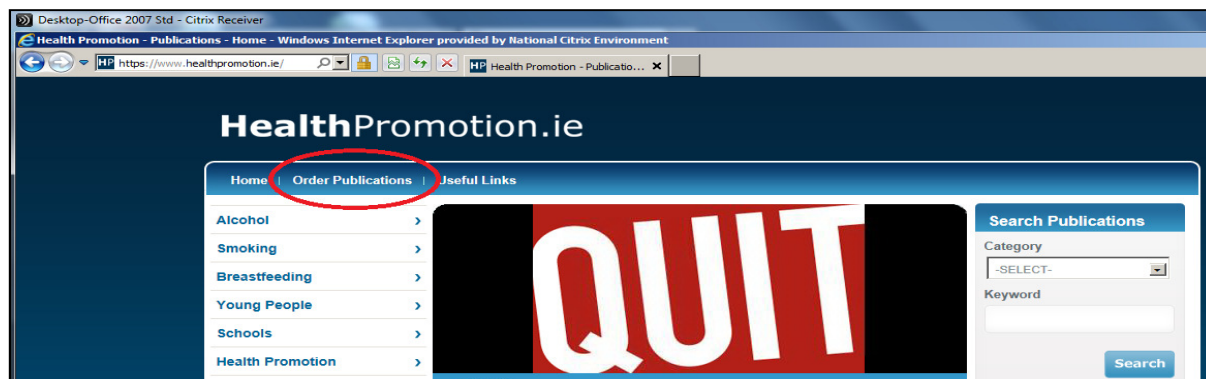 Desktop-Office 2007 Std - Citrix Receiver
Health Promotion - Publications - Home - Windows Internet Explorer provided by National Citrix Environment
HP https://www.healthpromotion.ie/
HP Health Promotion - Publicatio...
HealthPromotion.ie
Home | Order Publications | Useful Links
Alcohol
Smoking
Breastfeeding
Young People
Schools
Health Promotion
QUIT
Search Publications
Category
-SELECT-
Keyword
Search